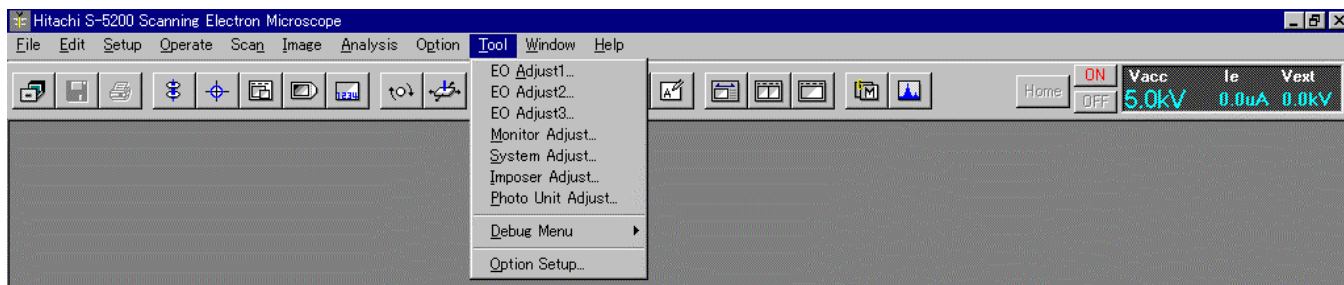 Hitachi S-5200 Scanning Electron Microscope
File Edit Setup Operate Scan Image Analysis Option Tool Window Help
EO Adjust1...
EO Adjust2...
EO Adjust3...
Monitor Adjust...
System Adjust...
Imposer Adjust...
Photo Unit Adjust...
Debug Menu
Option Setup...
1234
A
M
Home
ON
OFF
Vacc Ie Vext
5.0kV 0.0uA 0.0kV